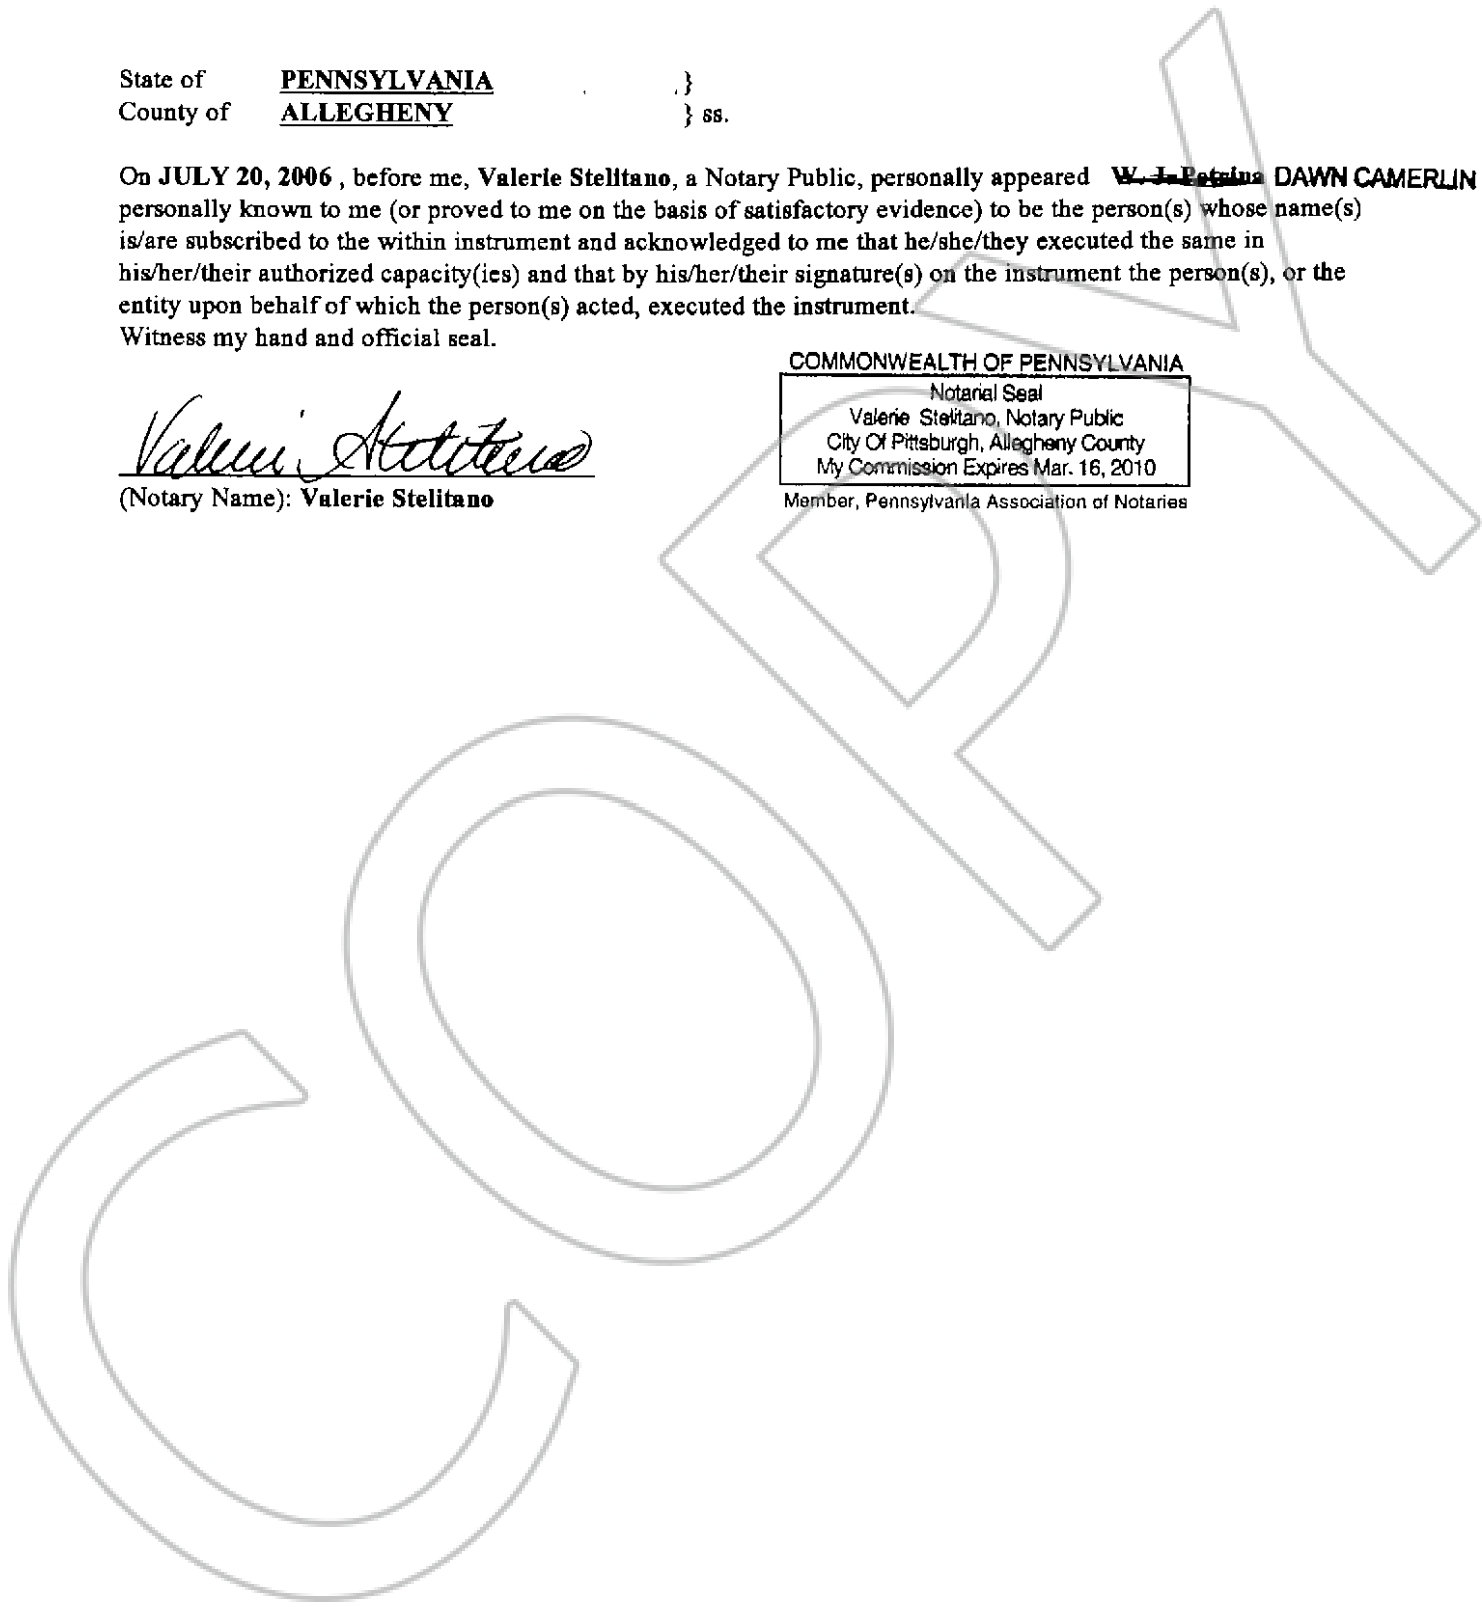 State of PENNSYLVANIA }
County of ALLEGHENY } ss.
On JULY 20, 2006 , before me, Valerie Stelitano, a Notary Public, personally appeared W. J. Petrina DAWN CAMERLIN
personally known to me (or proved to me on the basis of satisfactory evidence) to be the person(s) whose name(s)
is/are subscribed to the within instrument and acknowledged to me that he/she/they executed the same in
his/her/their authorized capacity(ies) and that by his/her/their signature(s) on the instrument the person(s), or the
entity upon behalf of which the person(s) acted, executed the instrument.
Witness my hand and official seal.
Valerie Stelitano
(Notary Name): Valerie Stelitano
COMMONWEALTH OF PENNSYLVANIA
Notarial Seal
Valerie Stelitano, Notary Public
City Of Pittsburgh, Allegheny County
My Commission Expires Mar. 16, 2010
Member, Pennsylvania Association of Notaries
COPY